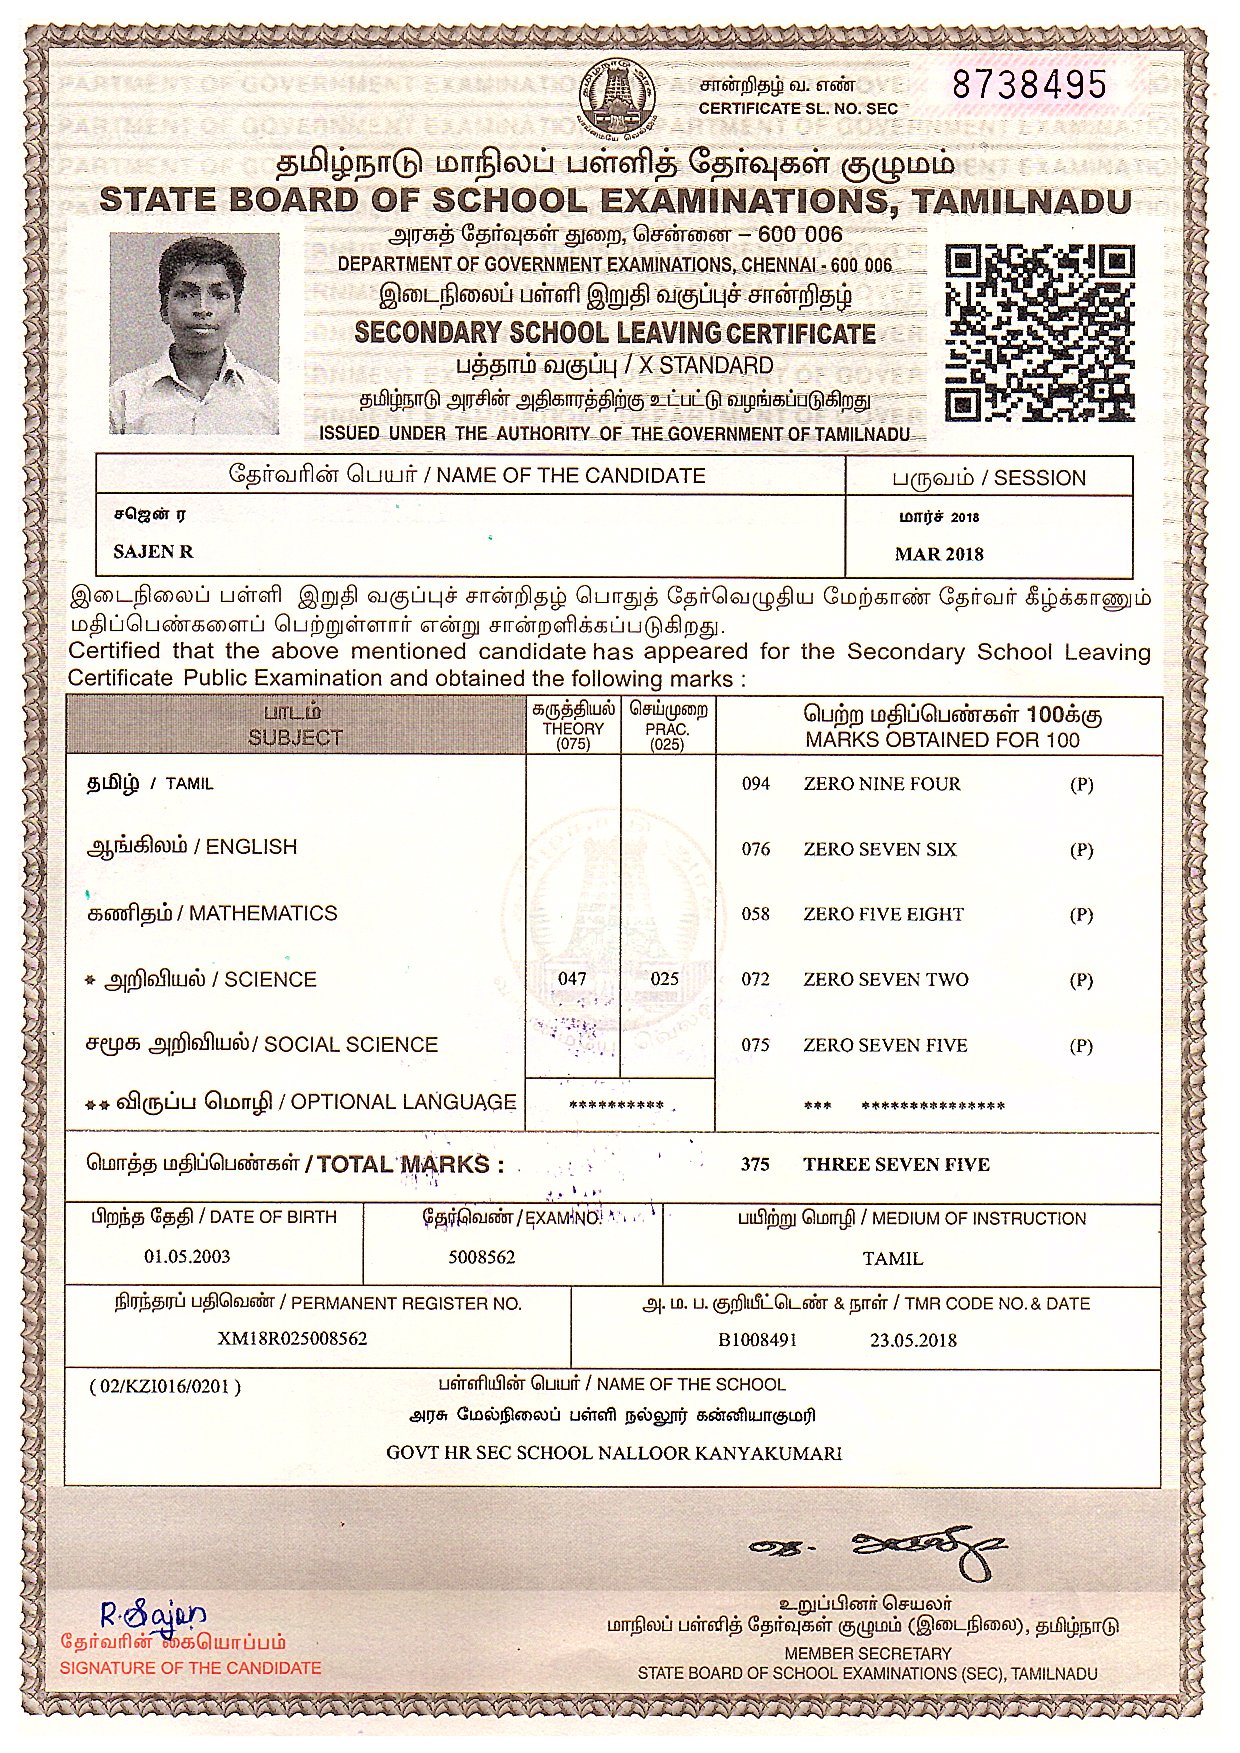 சான்றிதழ் வ. எண்
CERTIFICATE SL. NO. SEC
8738495
தமிழ்நாடு மாநிலப் பள்ளித் தேர்வுகள் குழுமம்
STATE BOARD OF SCHOOL EXAMINATIONS, TAMILNADU
அரசுத் தேர்வுகள் துறை, சென்னை – 600 006
DEPARTMENT OF GOVERNMENT EXAMINATIONS, CHENNAI - 600 006
இடைநிலைப் பள்ளி இறுதி வகுப்புச் சான்றிதழ்
SECONDARY SCHOOL LEAVING CERTIFICATE
பத்தாம் வகுப்பு / X STANDARD
தமிழ்நாடு அரசின் அதிகாரத்திற்கு உட்பட்டு வழங்கப்படுகிறது
ISSUED UNDER THE AUTHORITY OF THE GOVERNMENT OF TAMILNADU
தேர்வரின் பெயர் / NAME OF THE CANDIDATE பருவம் / SESSION
சஜென் ர மார்ச் 2018
SAJEN R MAR 2018
இடைநிலைப் பள்ளி இறுதி வகுப்புச் சான்றிதழ் பொதுத் தேர்வெழுதிய மேற்காண் தேர்வர் கீழ்க்காணும்
மதிப்பெண்களைப் பெற்றுள்ளார் என்று சான்றளிக்கப்படுகிறது.
Certified that the above mentioned candidate has appeared for the Secondary School Leaving
Certificate Public Examination and obtained the following marks :
பாடம் கருத்தியல் செய்முறை பெற்ற மதிப்பெண்கள் 100க்கு
SUBJECT THEORY PRAC. MARKS OBTAINED FOR 100
(075) (025)
தமிழ் / TAMIL 094 ZERO NINE FOUR (P)
ஆங்கிலம் / ENGLISH 076 ZERO SEVEN SIX (P)
கணிதம் / MATHEMATICS 058 ZERO FIVE EIGHT (P)
* அறிவியல் / SCIENCE 047 025 072 ZERO SEVEN TWO (P)
சமூக அறிவியல் / SOCIAL SCIENCE 075 ZERO SEVEN FIVE (P)
** விருப்ப மொழி / OPTIONAL LANGUAGE ********** *** ***************
மொத்த மதிப்பெண்கள் / TOTAL MARKS : 375 THREE SEVEN FIVE
பிறந்த தேதி / DATE OF BIRTH தேர்வெண் / EXAM NO. பயிற்று மொழி / MEDIUM OF INSTRUCTION
01.05.2003 5008562 TAMIL
நிரந்தரப் பதிவெண் / PERMANENT REGISTER NO. அ. ம. ப. குறியீட்டெண் & நாள் / TMR CODE NO. & DATE
XM18R025008562 B1008491 23.05.2018
( 02/KZI016/0201 ) பள்ளியின் பெயர் / NAME OF THE SCHOOL
அரசு மேல்நிலைப் பள்ளி நல்லூர் கன்னியாகுமரி
GOVT HR SEC SCHOOL NALLOOR KANYAKUMARI
R. Sajen
தேர்வரின் கையொப்பம்
SIGNATURE OF THE CANDIDATE
உறுப்பினர் செயலர்
மாநிலப் பள்ளித் தேர்வுகள் குழுமம் (இடைநிலை), தமிழ்நாடு
MEMBER SECRETARY
STATE BOARD OF SCHOOL EXAMINATIONS (SEC), TAMILNADU